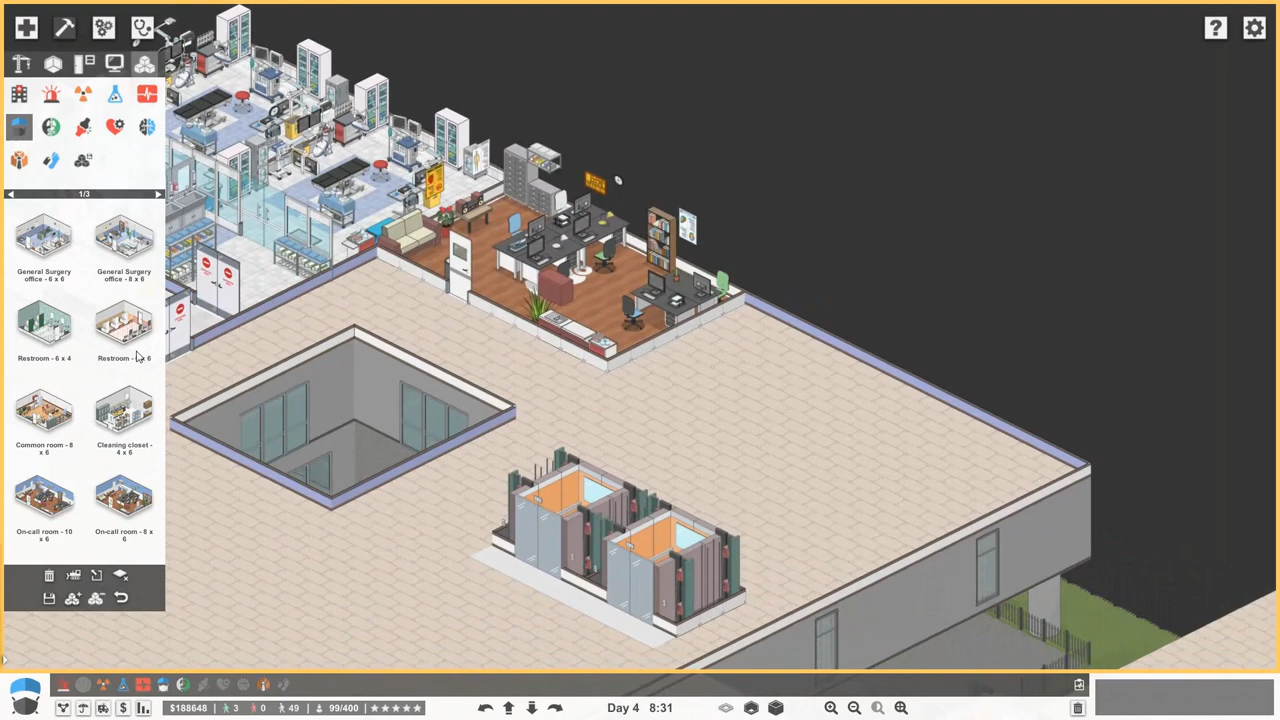 1/3
General Surgery office - 6 x 6
General Surgery office - 8 x 6
Restroom - 6 x 4
Restroom - x 6
Common room - 8 x 6
Cleaning closet - 4 x 6
On-call room - 10 x 6
On-call room - 8 x 6
$188648 | 3 | 0 | 49 | 99/400
Day 4 8:31